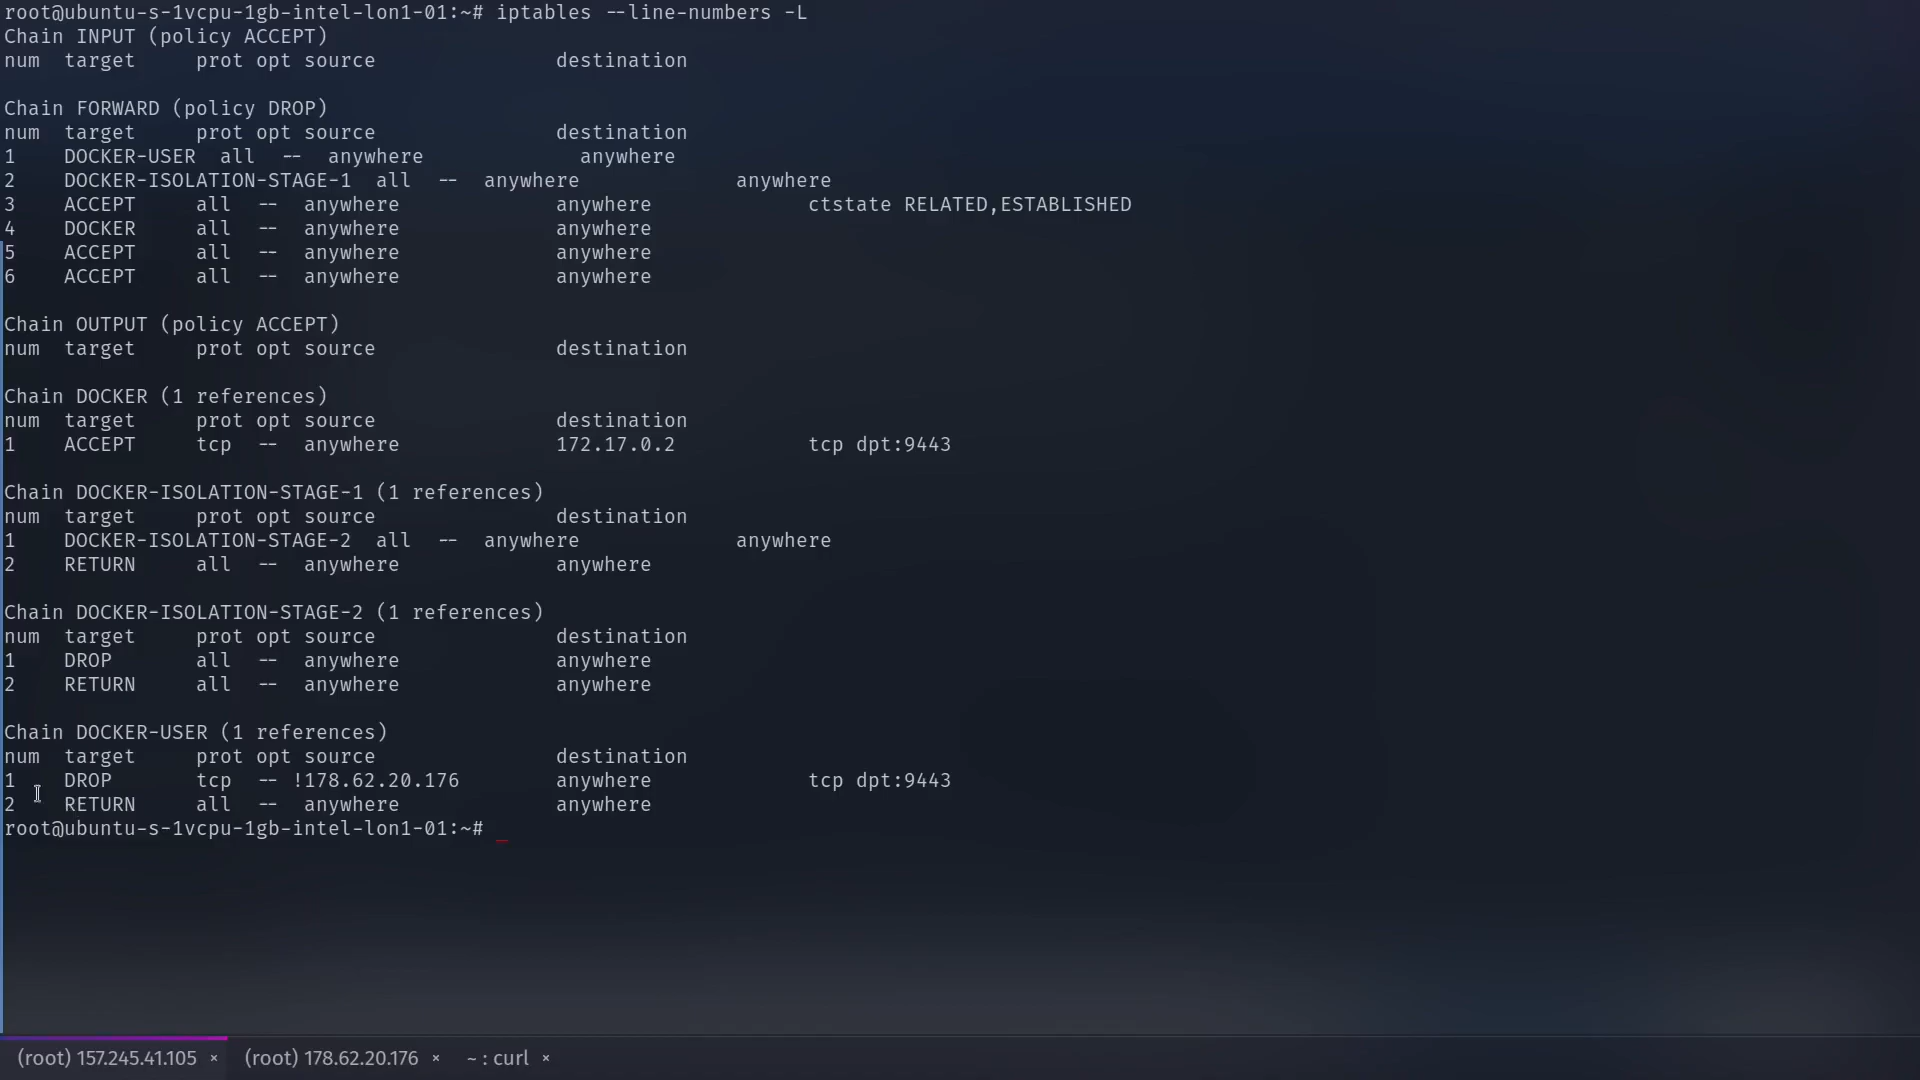 root@ubuntu-s-1vcpu-1gb-intel-lon1-01:~# iptables --line-numbers -L
Chain INPUT (policy ACCEPT)
num  target     prot opt source               destination

Chain FORWARD (policy DROP)
num  target     prot opt source               destination
1    DOCKER-USER  all  --  anywhere             anywhere
2    DOCKER-ISOLATION-STAGE-1  all  --  anywhere             anywhere
3    ACCEPT     all  --  anywhere             anywhere             ctstate RELATED,ESTABLISHED
4    DOCKER     all  --  anywhere             anywhere
5    ACCEPT     all  --  anywhere             anywhere
6    ACCEPT     all  --  anywhere             anywhere

Chain OUTPUT (policy ACCEPT)
num  target     prot opt source               destination

Chain DOCKER (1 references)
num  target     prot opt source               destination
1    ACCEPT     tcp  --  anywhere             172.17.0.2           tcp dpt:9443

Chain DOCKER-ISOLATION-STAGE-1 (1 references)
num  target     prot opt source               destination
1    DOCKER-ISOLATION-STAGE-2  all  --  anywhere             anywhere
2    RETURN     all  --  anywhere             anywhere

Chain DOCKER-ISOLATION-STAGE-2 (1 references)
num  target     prot opt source               destination
1    DROP       all  --  anywhere             anywhere
2    RETURN     all  --  anywhere             anywhere

Chain DOCKER-USER (1 references)
num  target     prot opt source               destination
1    DROP       tcp  -- !178.62.20.176        anywhere             tcp dpt:9443
2    RETURN     all  --  anywhere             anywhere
root@ubuntu-s-1vcpu-1gb-intel-lon1-01:~# _
(root) 157.245.41.105 × (root) 178.62.20.176 × ~ : curl ×